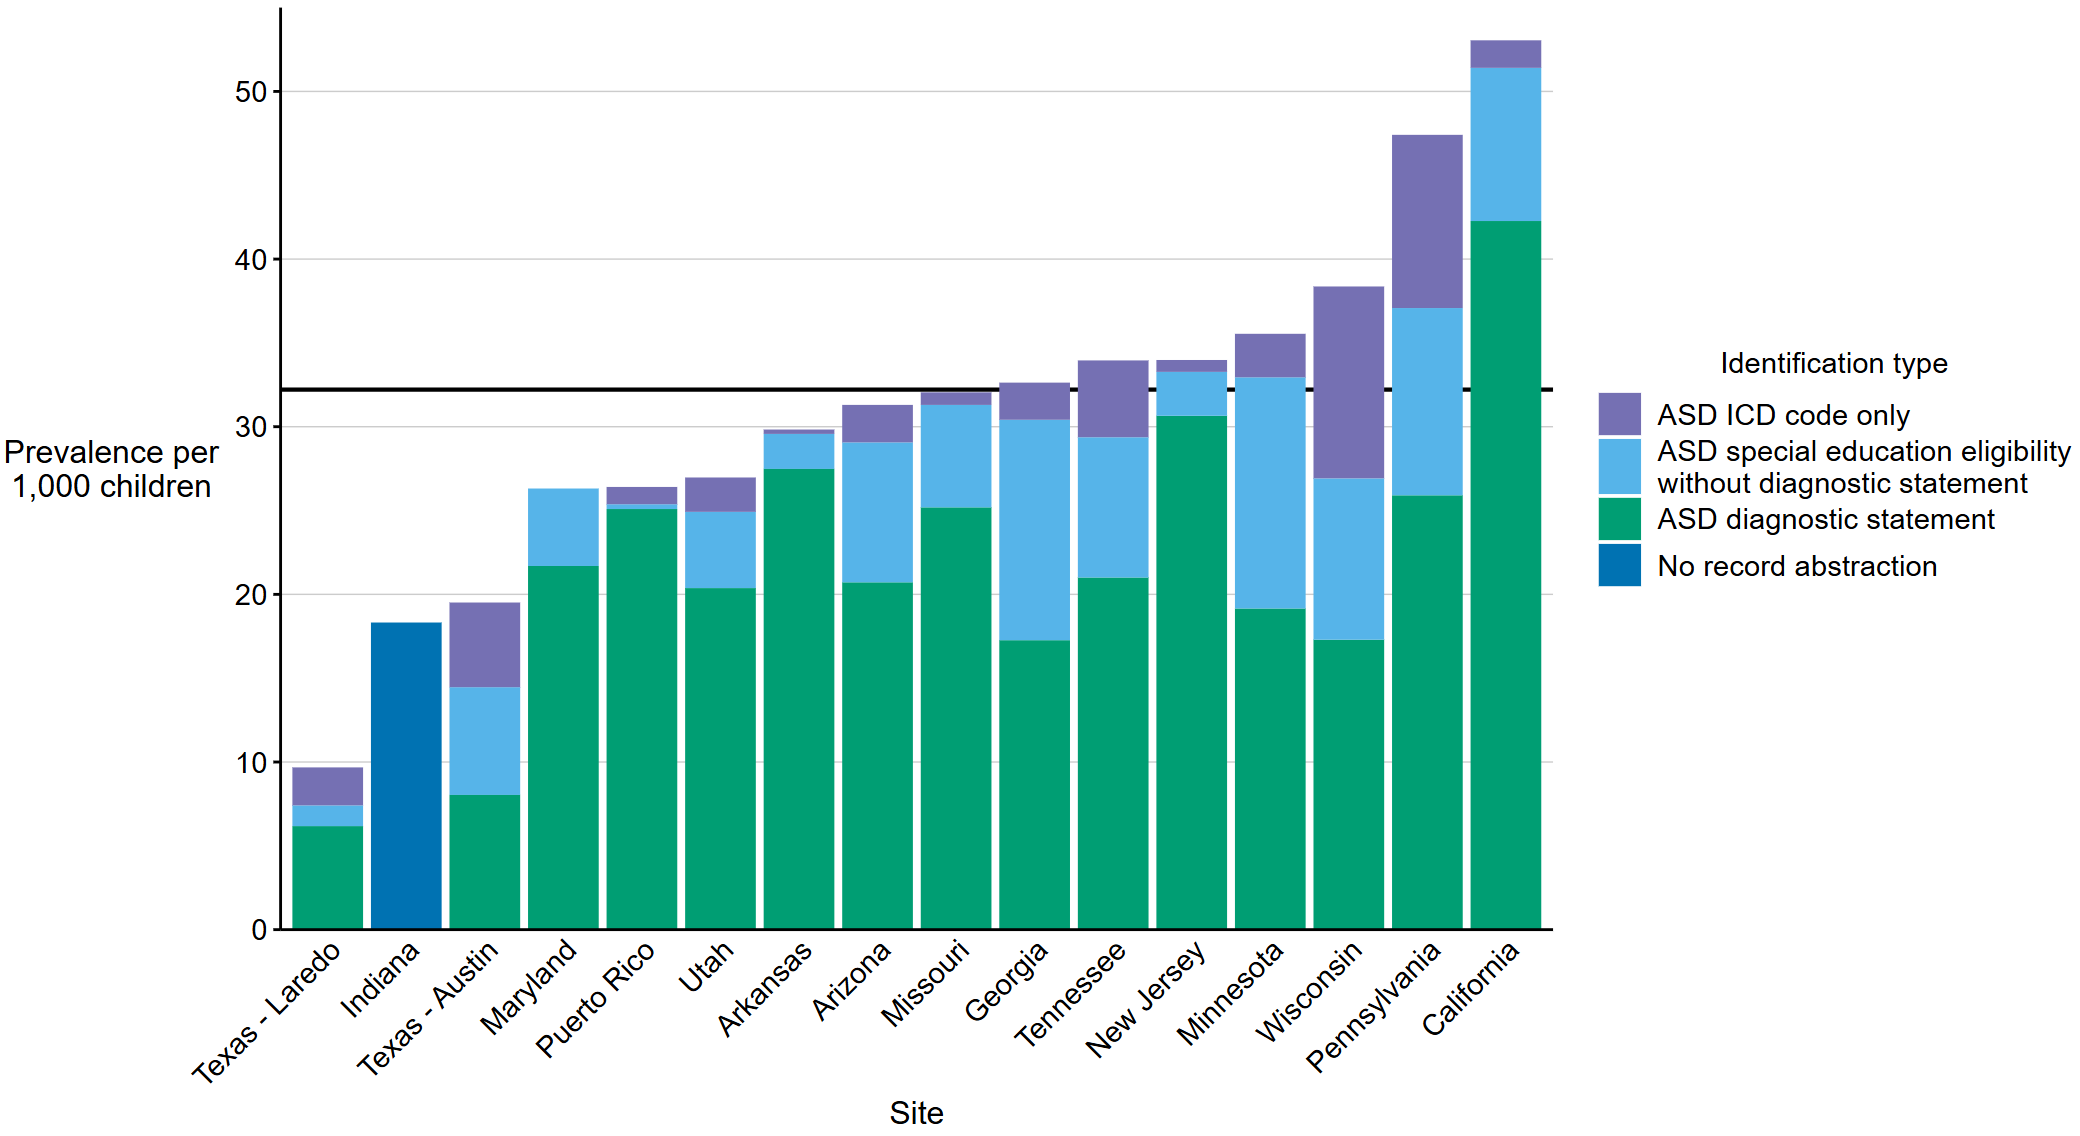 50
40
30
20
10
0
Prevalence per
1,000 children
Texas - Laredo
Indiana
Texas - Austin
Maryland
Puerto Rico
Utah
Arkansas
Arizona
Missouri
Georgia
Tennessee
New Jersey
Minnesota
Wisconsin
Pennsylvania
California
Site
Identification type
ASD ICD code only
ASD special education eligibility
without diagnostic statement
ASD diagnostic statement
No record abstraction